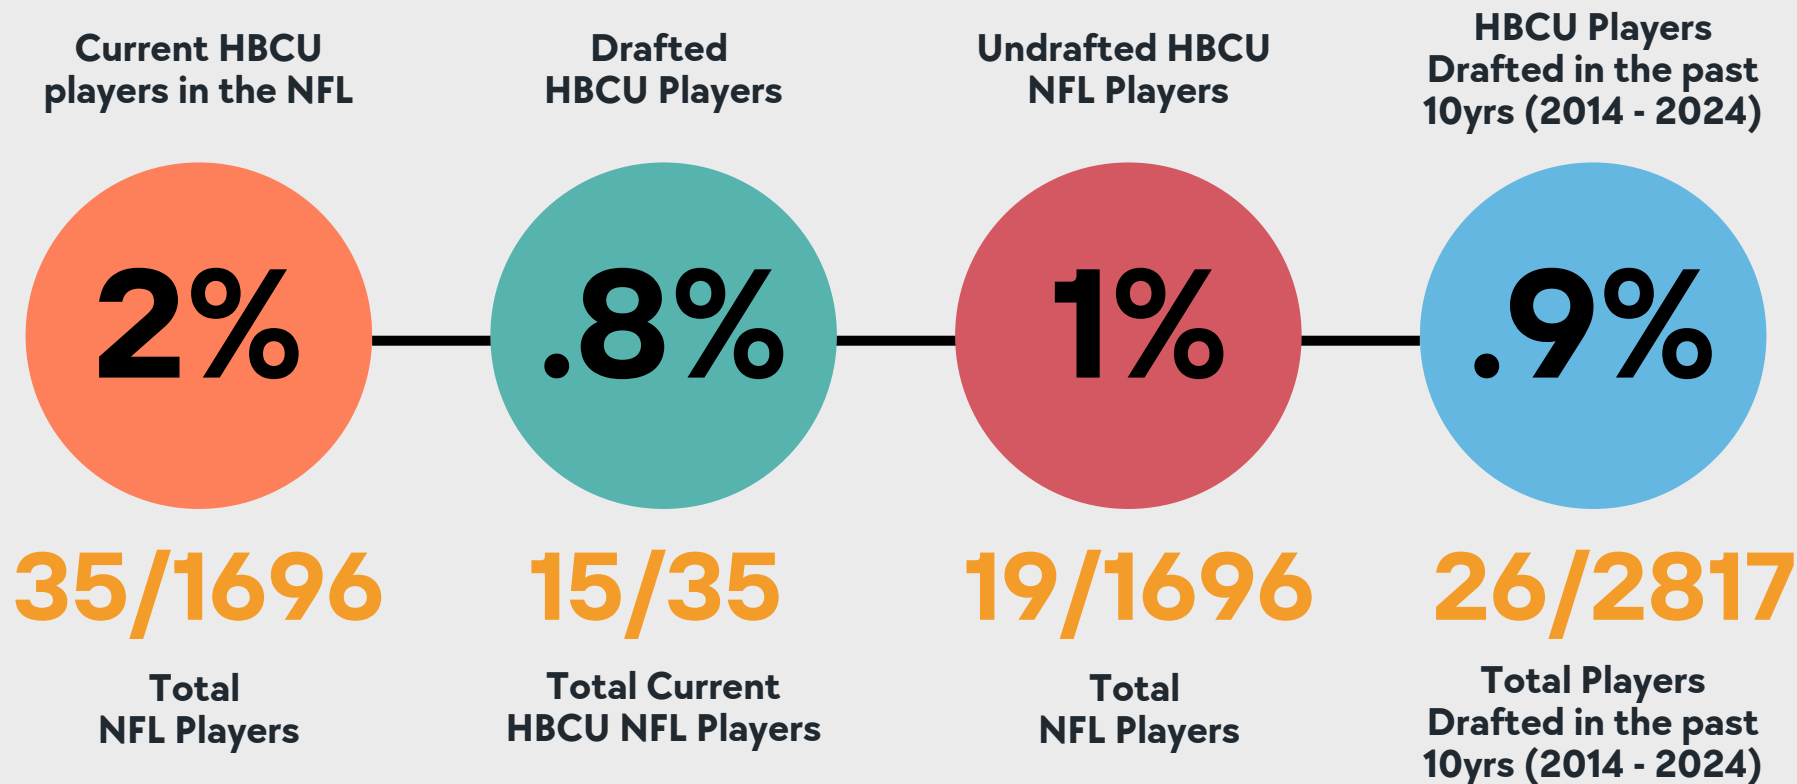 Current HBCU
players in the NFL
2%
35/1696
Total
NFL Players
Drafted
HBCU Players
.8%
15/35
Total Current
HBCU NFL Players
Undrafted HBCU
NFL Players
1%
19/1696
Total
NFL Players
HBCU Players
Drafted in the past
10yrs (2014 - 2024)
.9%
26/2817
Total Players
Drafted in the past
10yrs (2014 - 2024)